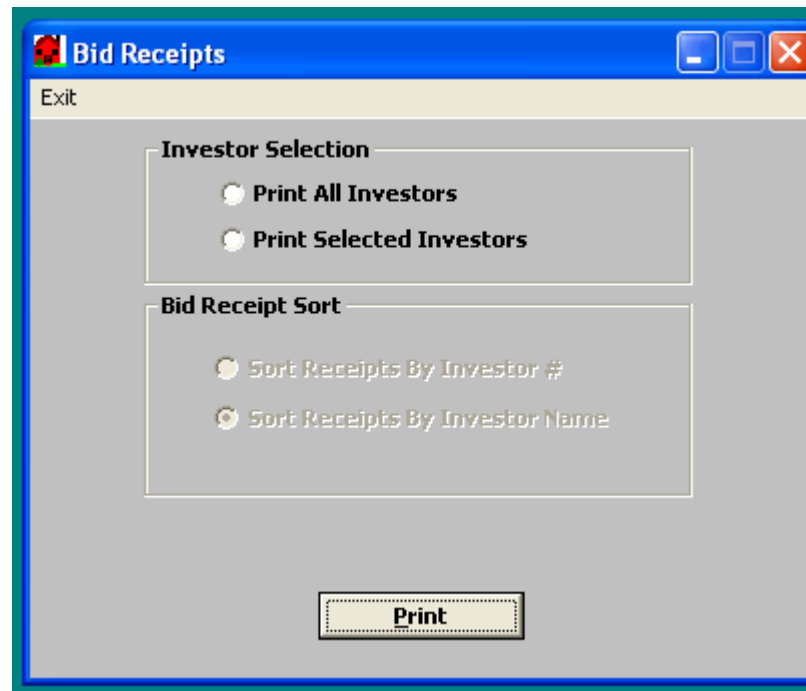 Bid Receipts
Exit
Investor Selection
Print All Investors
Print Selected Investors
Bid Receipt Sort
Sort Receipts By Investor #
Sort Receipts By Investor Name
Print